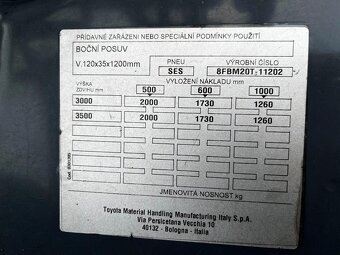 PŘÍDAVNÉ ZAŘÁZENI NEBO SPECIÁLNÍ PODMÍNKY POUŽITÍ
BOČNÍ POSUV
V.120x35x1200mm
PNEU
VÝROBNÍ ČÍSLO
SES
8FBM20T-11202
VÝŠKA
ZDVIHU mm
VYLOŽENÍ NÁKLADU mm
500 600 1000
3000 2000 1730 1260
3500 2000 1730 1260
JMENOVITÁ NOSNOST kg
Toyota Material Handling Manufacturing Italy S.p.A.
Via Persicetana Vecchia 10
40132 - Bologna - Italia